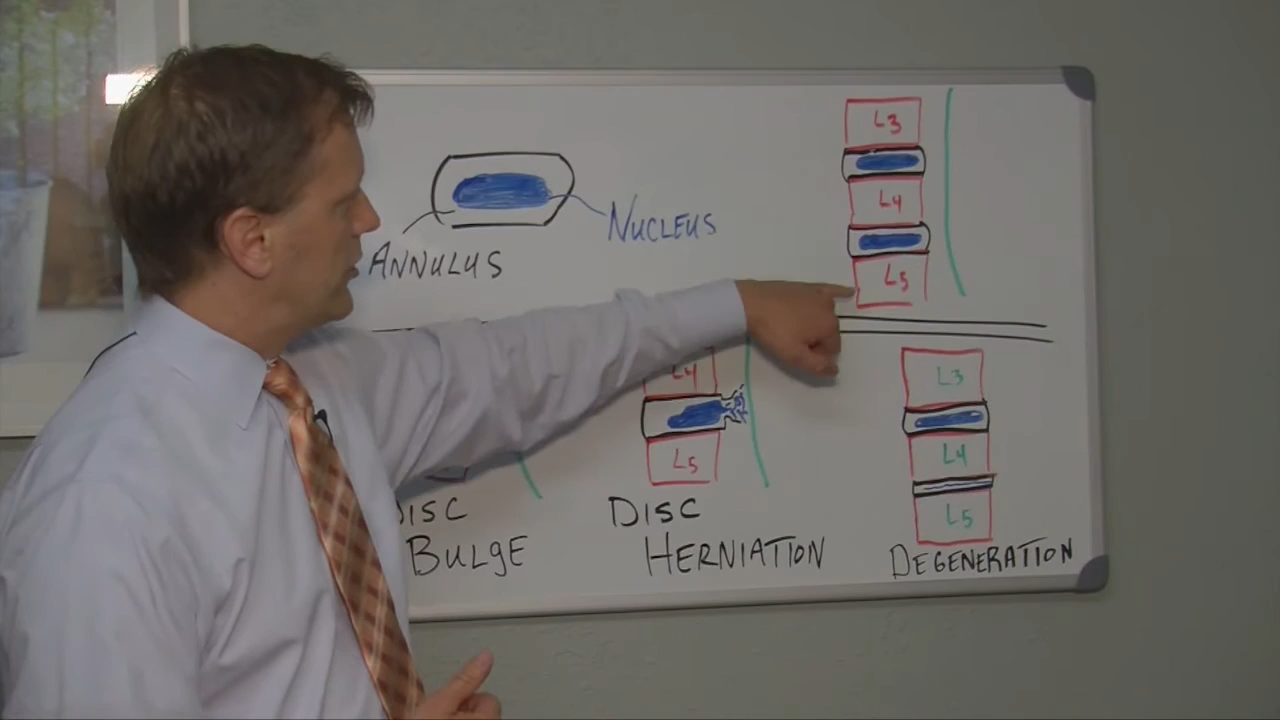 L3
L4
L5
NUCLEUS
ANNULUS
L4
L5
L3
L4
L5
DISC
BULGE
DISC
HERNIATION
DEGENERATION